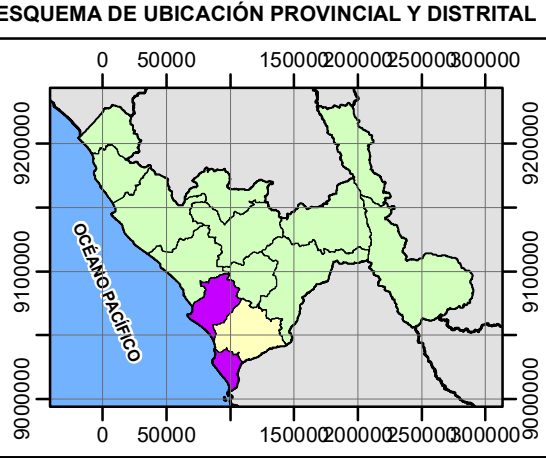 ESQUEMA DE UBICACIÓN PROVINCIAL Y DISTRITAL
0 50000 150000 200000 250000 300000
9200000 9200000
OCÉANO PACÍFICO
9100000 9100000
9000000 9000000
0 50000 150000 200000 250000 300000